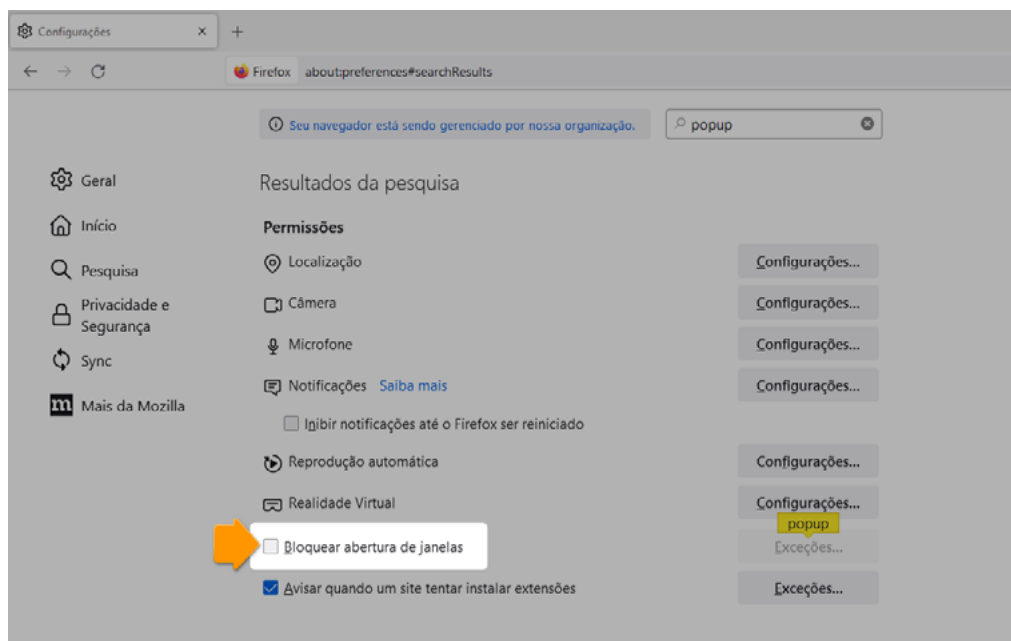 Configurações
Firefox about:preferences#searchResults
Seu navegador está sendo gerenciado por nossa organização.
popup
Geral
Início
Pesquisa
Privacidade e
Segurança
Sync
m Mais da Mozilla
Resultados da pesquisa
Permissões
Localização Configurações...
Câmera Configurações...
Microfone Configurações...
Notificações Saiba mais Configurações...
Inibir notificações até o Firefox ser reiniciado
Reprodução automática Configurações...
Realidade Virtual Configurações...
popup
Bloquear abertura de janelas Exceções...
Avisar quando um site tentar instalar extensões Exceções...